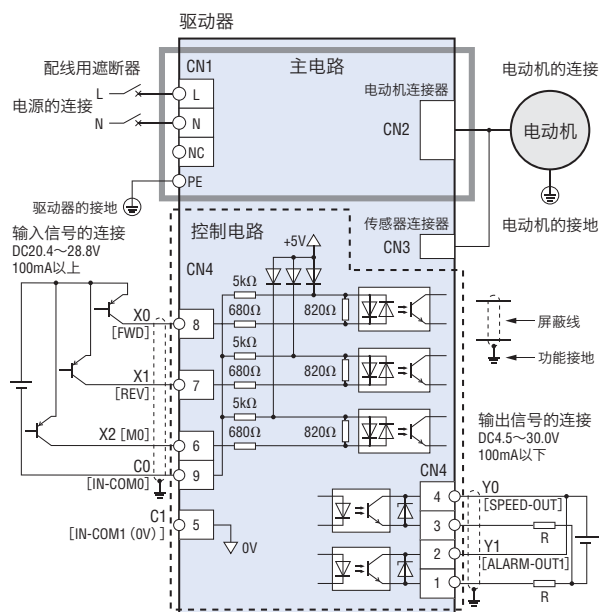 驱动器
配线用遮断器
CN1
主电路
电动机的连接
L
L
电动机连接器
电源的连接
N
N
CN2
电动机
NC
PE
驱动器的接地
电动机的接地
输入信号的连接
DC20.4～28.8V
100mA以上
控制电路
传感器连接器
+5V
CN3
CN4
5kΩ
X0
[FWD]
8
680Ω
820Ω
屏蔽线
5kΩ
功能接地
X1
[REV]
7
680Ω
820Ω
5kΩ
X2 [M0]
6
680Ω
820Ω
输出信号的连接
DC4.5～30.0V
100mA以下
C0
[IN-COM0]
9
CN4
4
Y0
[SPEED-OUT]
C1
[IN-COM1 (0V)]
5
0V
3
R
2
Y1
[ALARM-OUT1]
1
R